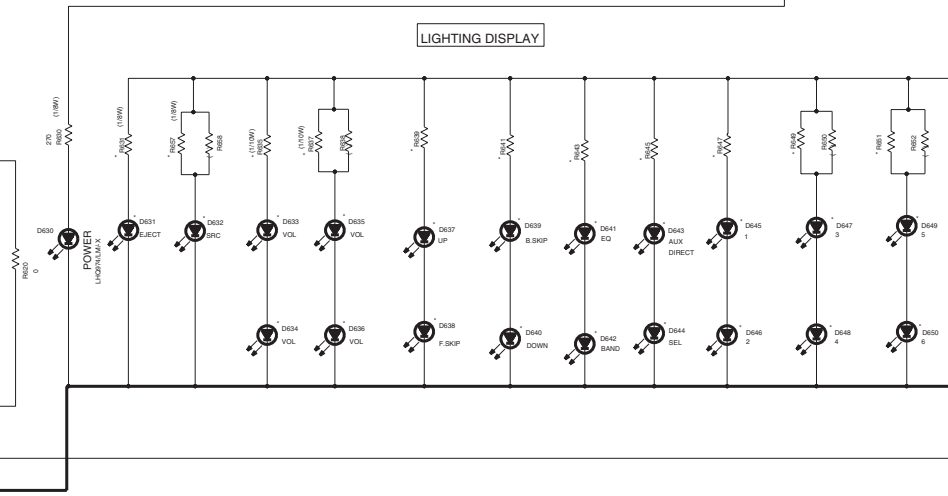 LIGHTING DISPLAY
270
R630
(1/8W)
* R631
(1/8W)
* R657
(1/8W)
R658
* R635
(1/10W)
* R637
(1/10W)
* R639
* R641
* R643
* R645
* R647
* R649
R650
* R651
R652
R620
0
D630
POWER
* D631
EJECT
* D632
SRC
* D633
VOL
* D635
VOL
* D637
UP
* D639
B.SKIP
* D641
EQ
* D643
AUX
DIRECT
* D645
1
* D647
3
* D649
5
* D634
VOL
* D636
VOL
* D638
F.SKIP
* D640
DOWN
* D642
BAND
* D644
SEL
* D646
2
* D648
4
* D650
6